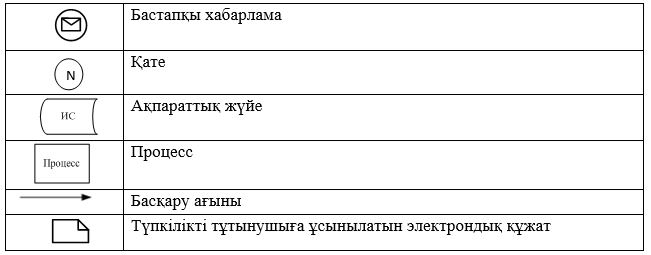 Бастапқы хабарлама
N
Қате
ИС
Ақпараттық жүйе
Процесс
Процесс
Басқару ағыны
Түпкілікті тұтынушыға ұсынылатын электрондық құжат